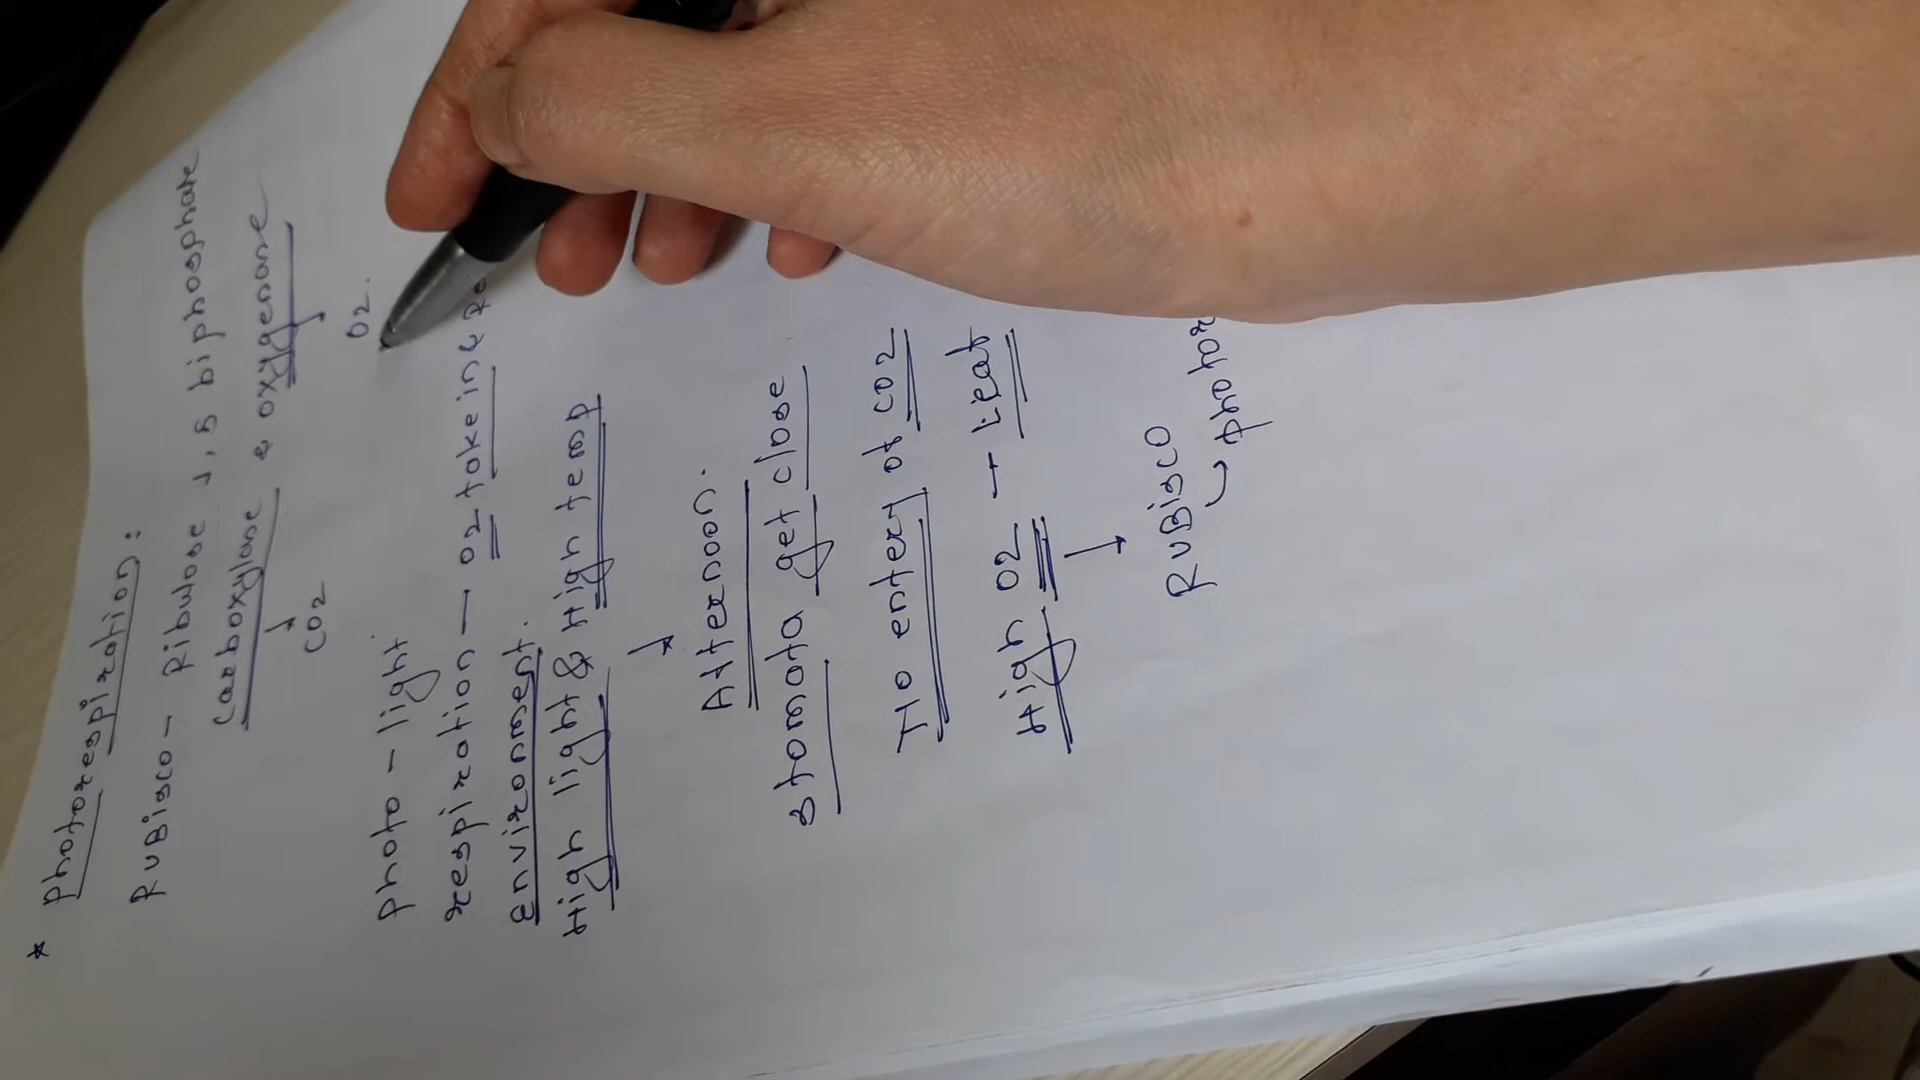 * Photorespiration:
RUBisco - Ribulose 1,5 biphosphate
carboxylase & oxygenase
↓ ↓
CO2 O2.
Photo - light
respiration - O2 take in &
environment.
High light & High temp
↓
Afternoon.
stomata get close
No entery of CO2
High O2 → Leaf
↓
RUBisCO
photor